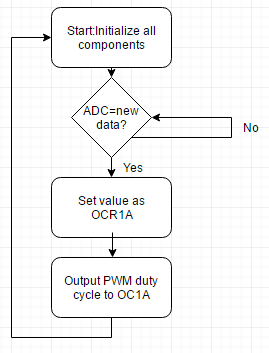 Start:Initialize all
components
ADC=new
data?
No
Yes
Set value as
OCR1A
Output PWM duty
cycle to OC1A